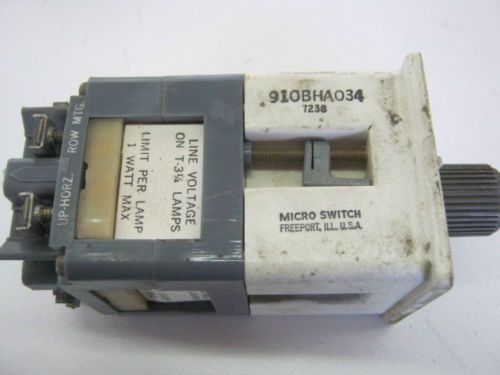 910BHA034
7238
MICRO SWITCH
FREEPORT, ILL. U.S.A.
LINE VOLTAGE
ON T-3¼ LAMPS
LIMIT PER LAMP
1 WATT MAX
UP-HORZ. ROW MTG.